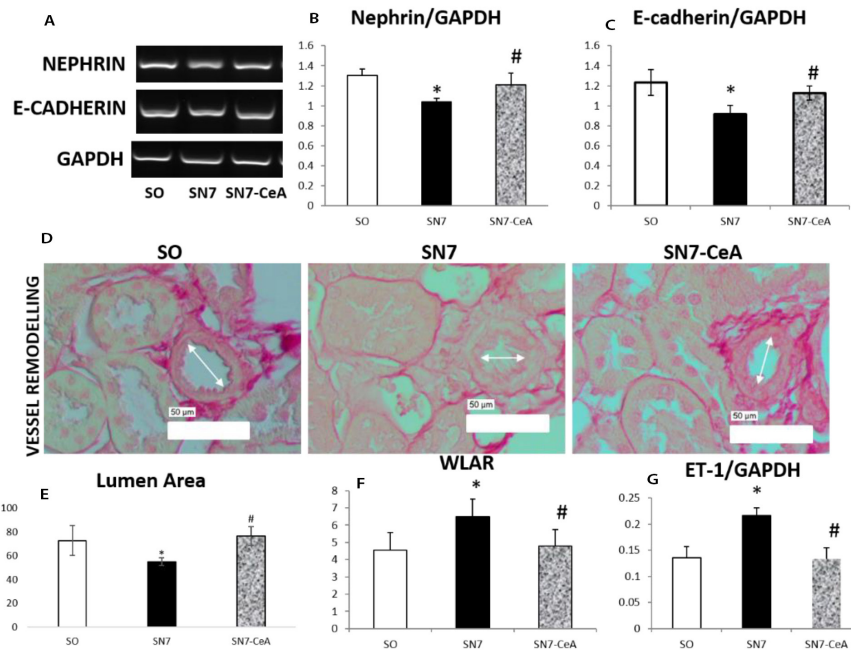 A
NEPHRIN
E-CADHERIN
GAPDH
SO SN7 SN7-CeA
B
Nephrin/GAPDH
1.6
1.4
1.2
1
0.8
0.6
0.4
0.2
0
*
#
SO SN7 SN7-CeA
C
E-cadherin/GAPDH
1.6
1.4
1.2
1
0.8
0.6
0.4
0.2
0
*
#
SO SN7 SN7-CeA
D
SO SN7 SN7-CeA
VESSEL REMODELLING
50 µm 50 µm 50 µm
E
Lumen Area
100
80
60
40
20
0
*
#
SO SN7 SN7-CeA
F
WLAR
8
7
6
5
4
3
2
1
0
*
#
SO SN7 SN7-CeA
G
ET-1/GAPDH
0.25
0.2
0.15
0.1
0.05
0
*
#
SO SN7 SN7-CeA